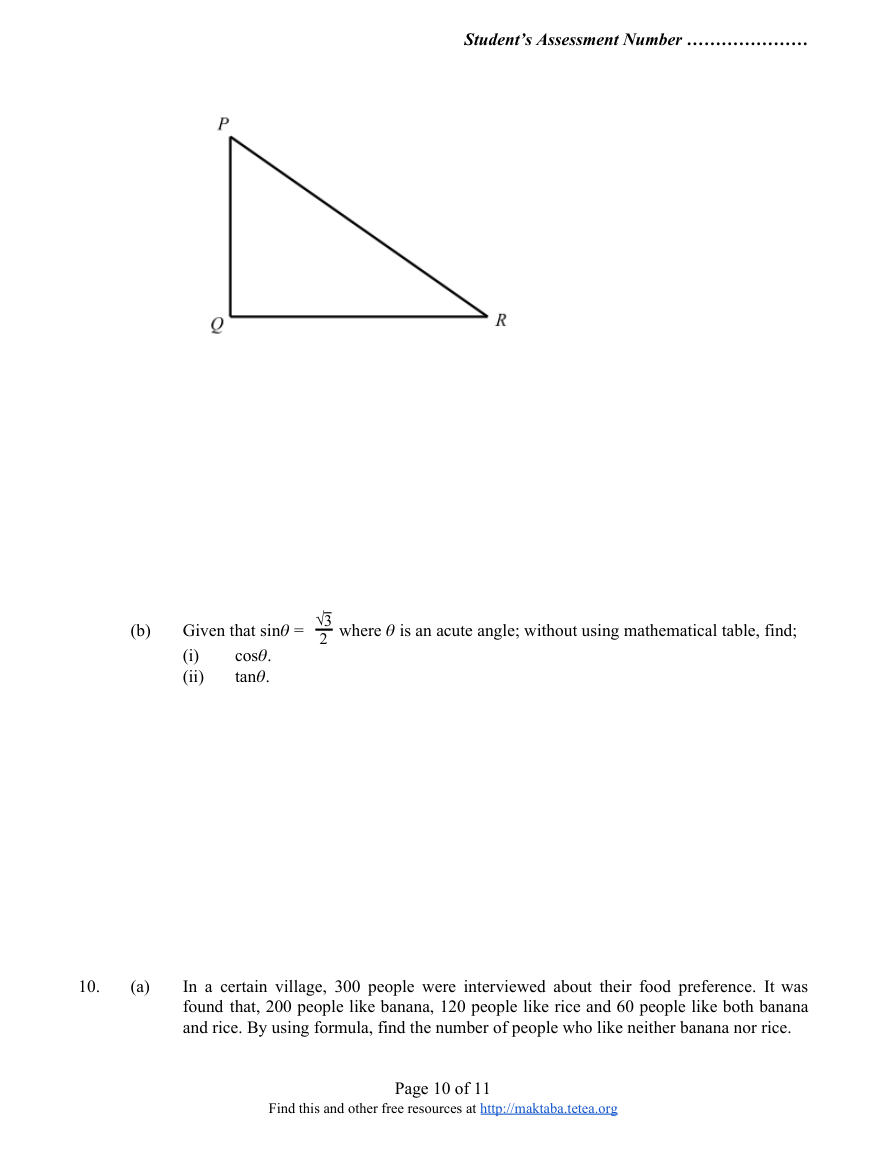 Student's Assessment Number …………………
P
Q
R
(b) Given that sinθ = √3/2 where θ is an acute angle; without using mathematical table, find;
(i) cosθ.
(ii) tanθ.
10. (a) In a certain village, 300 people were interviewed about their food preference. It was
found that, 200 people like banana, 120 people like rice and 60 people like both banana
and rice. By using formula, find the number of people who like neither banana nor rice.
Page 10 of 11
Find this and other free resources at http://maktaba.tetea.org